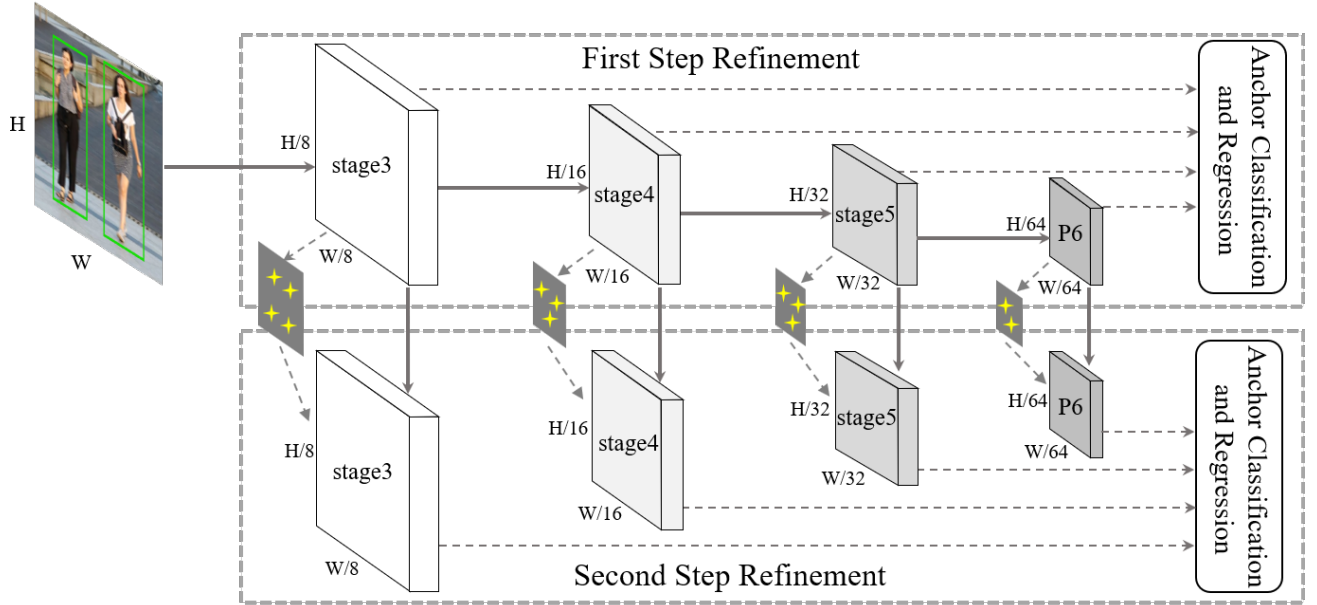 First Step Refinement
H
W
H/8
stage3
W/8
H/16
stage4
W/16
H/32
stage5
W/32
H/64
P6
W/64
Anchor Classification
and Regression
H/8
stage3
W/8
H/16
stage4
W/16
H/32
stage5
W/32
H/64
P6
W/64
Anchor Classification
and Regression
Second Step Refinement